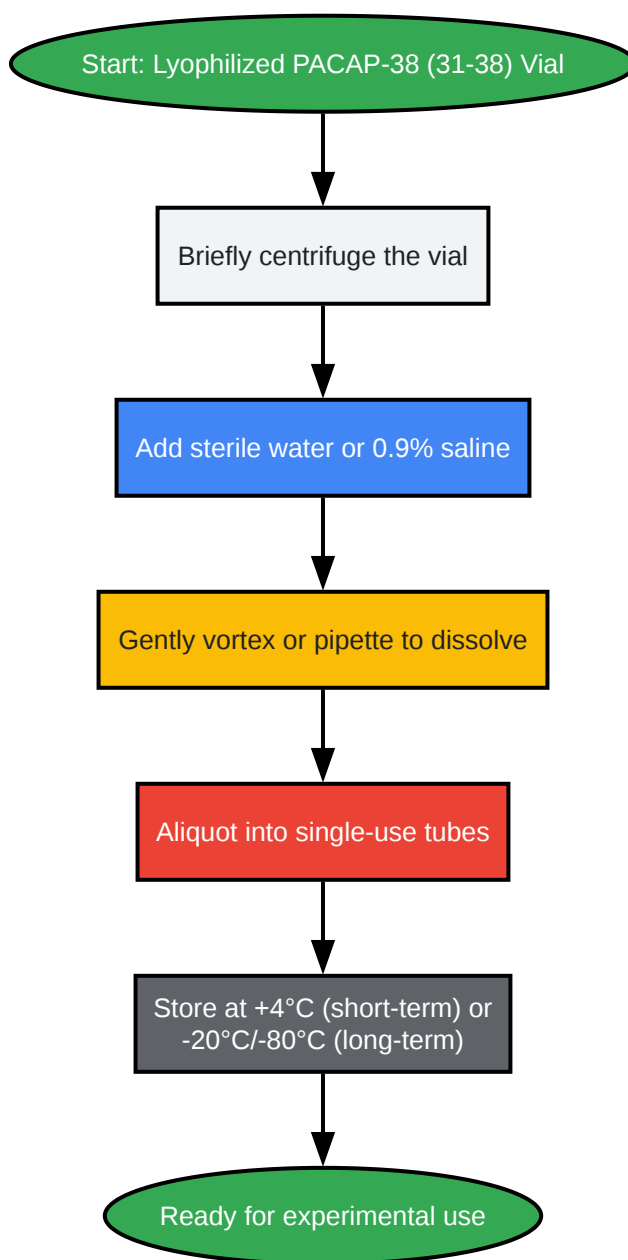 Start: Lyophilized PACAP-38 (31-38) Vial
Briefly centrifuge the vial
Add sterile water or 0.9% saline
Gently vortex or pipette to dissolve
Aliquot into single-use tubes
Store at +4°C (short-term) or
-20°C/-80°C (long-term)
Ready for experimental use